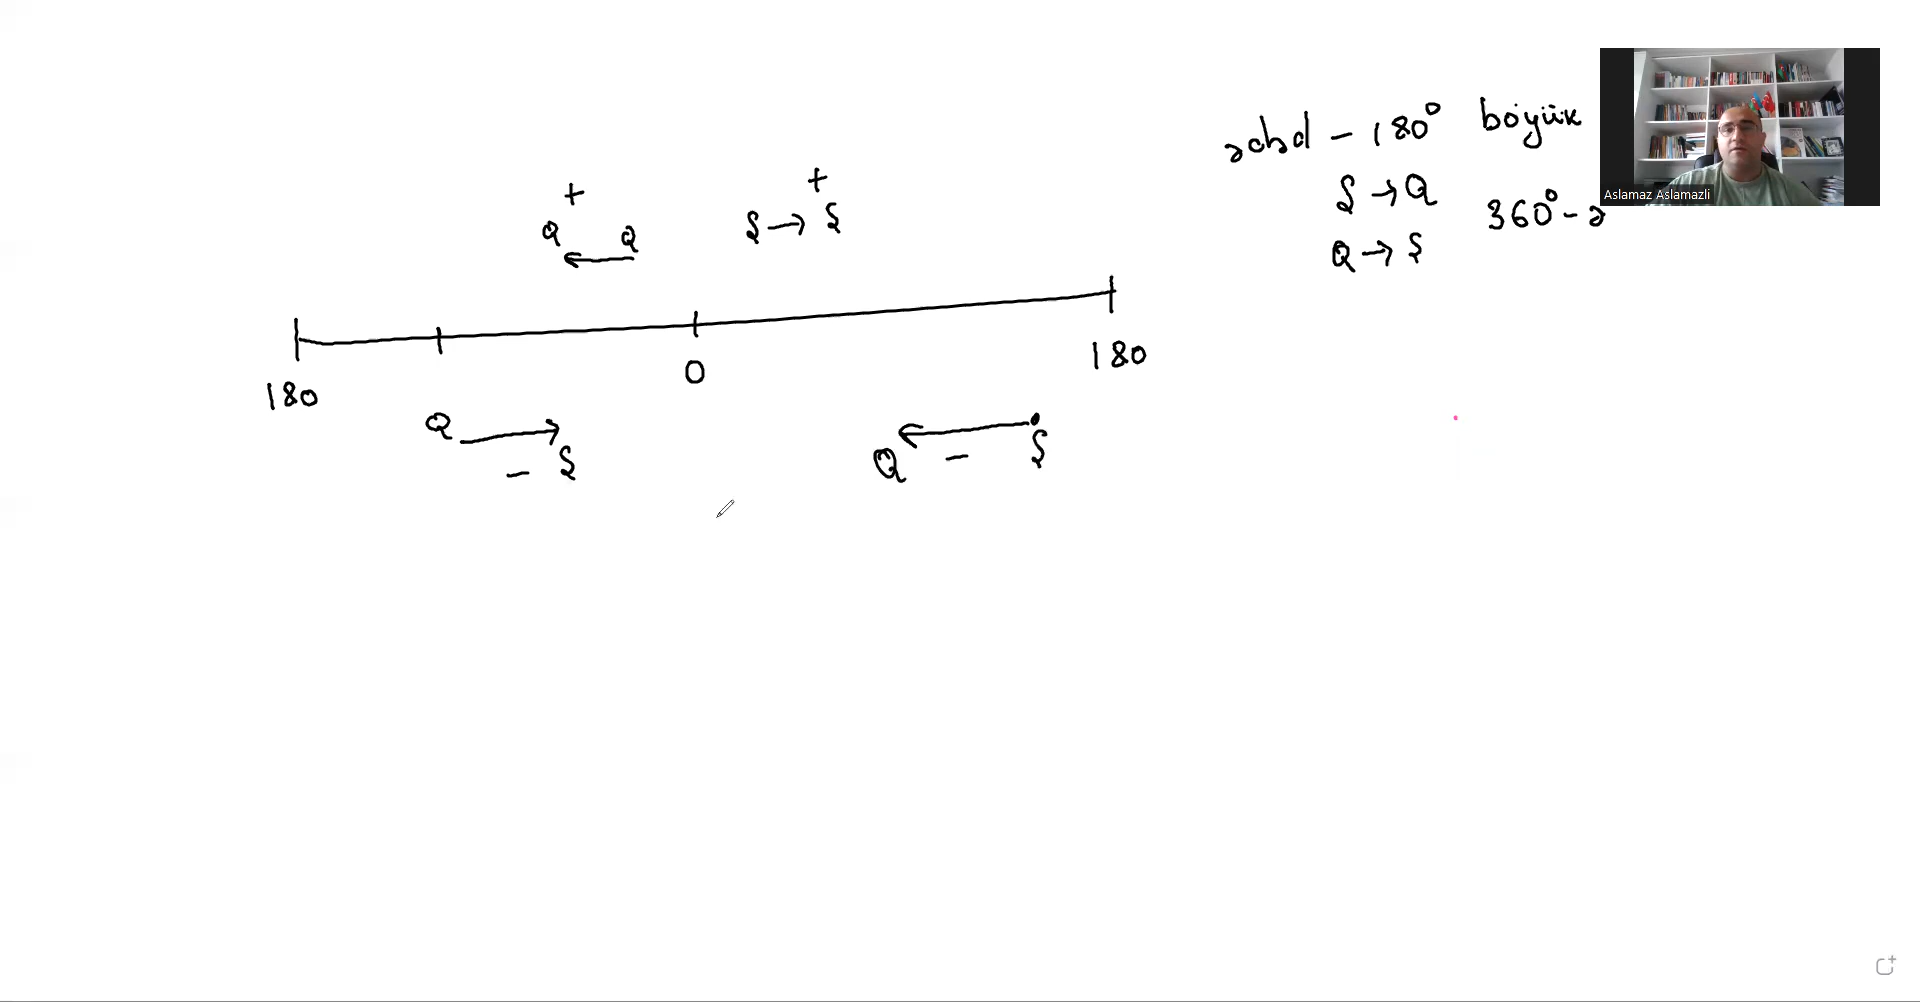 + +
Q ← Q Ş → Ş
180 0 180
Q → Ş
−
Q ← Ş
−
ədəd − 180° böyük
Ş → Q
Q → Ş
360° − ə
Aslamaz Aslamazli